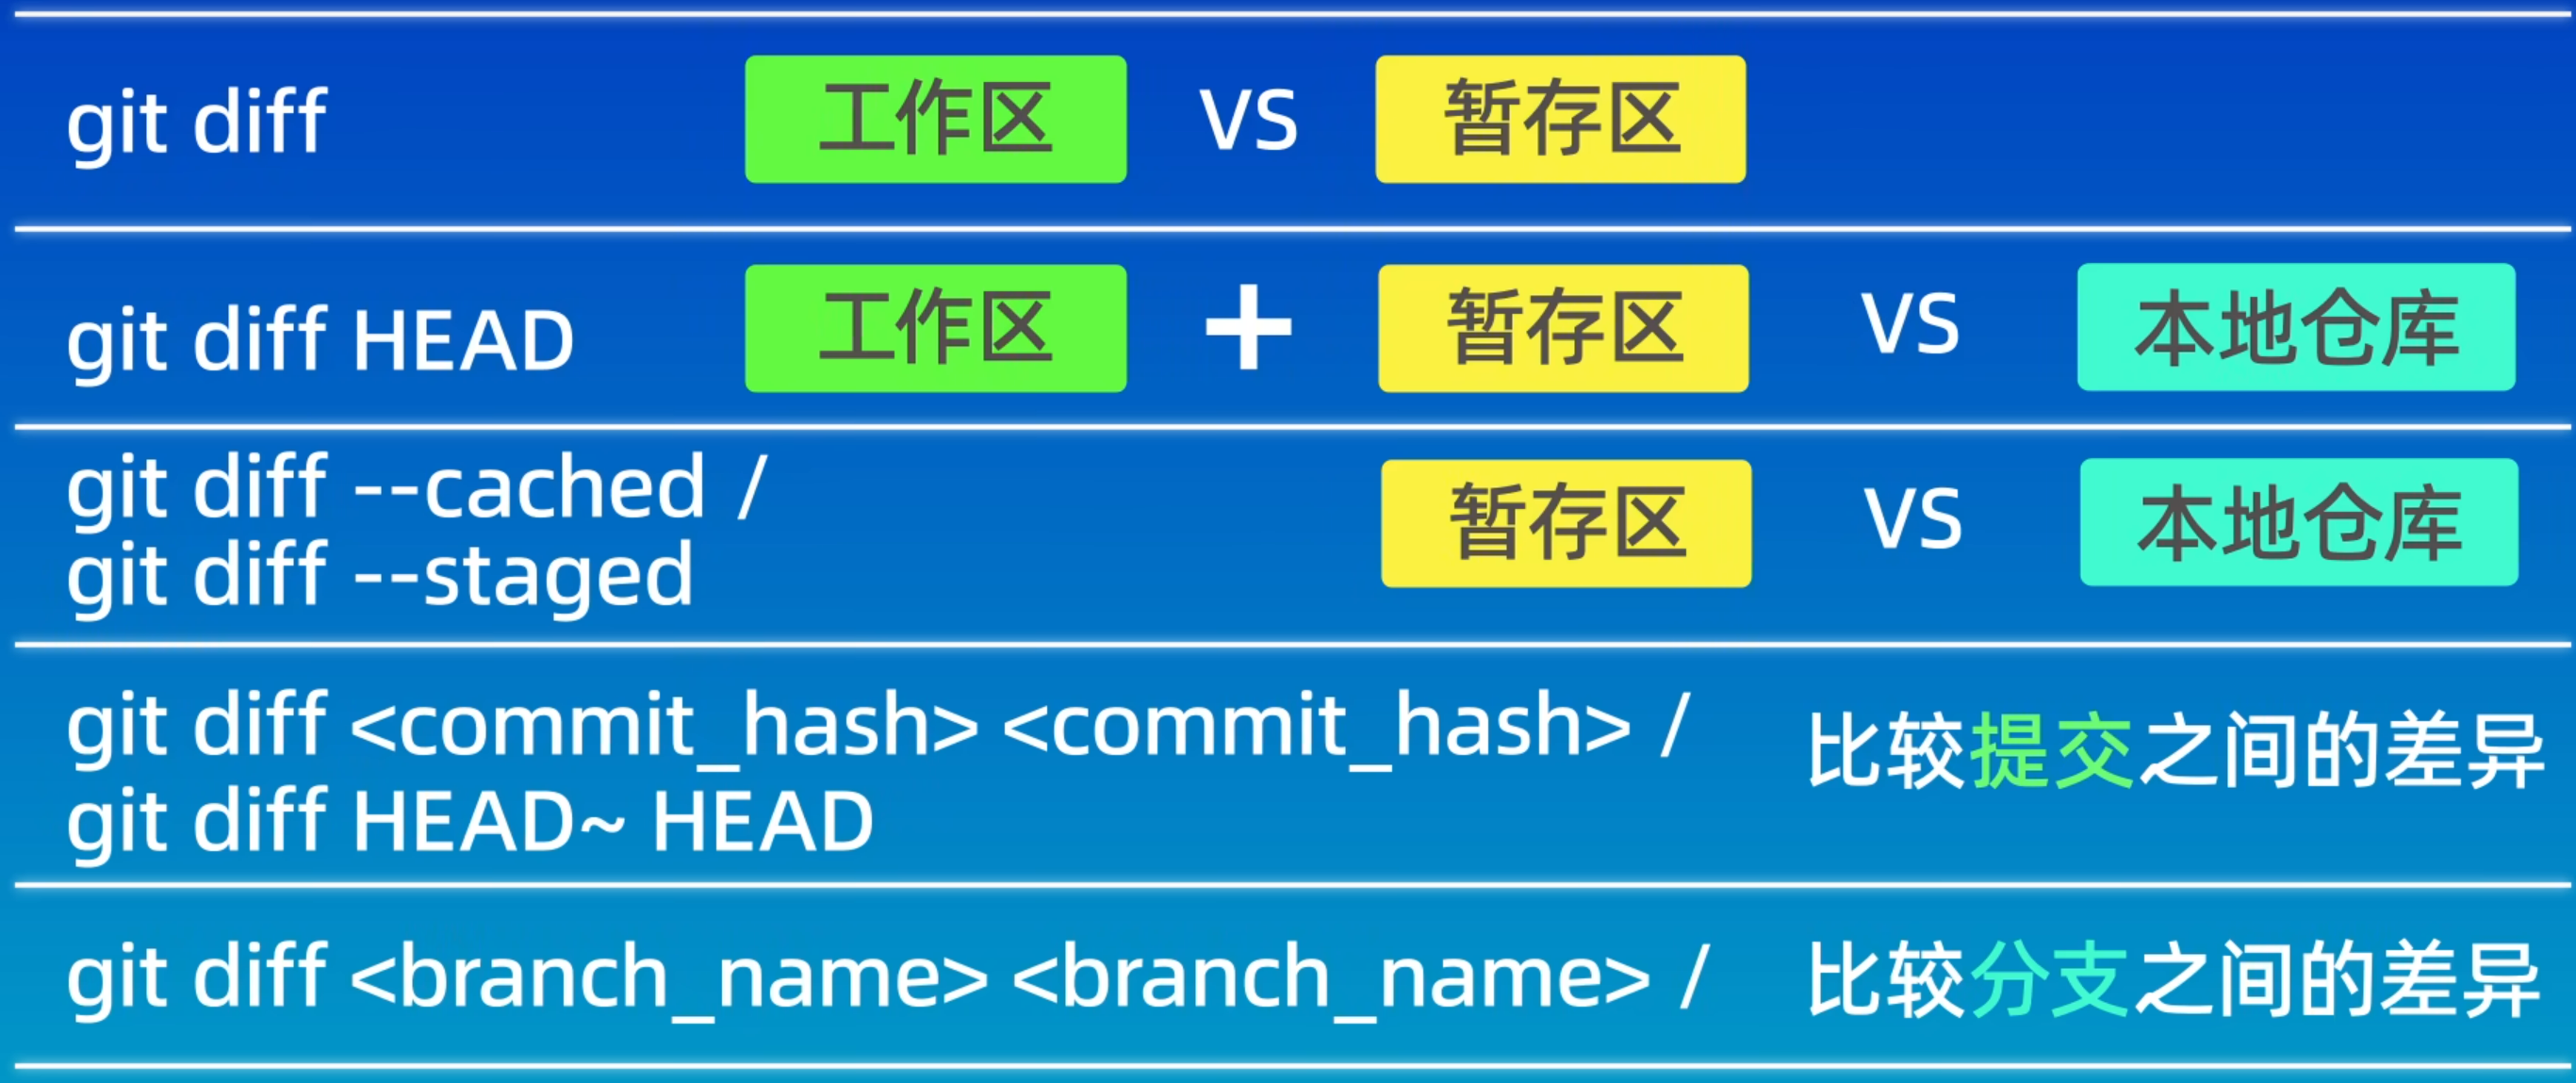 git diff 工作区 VS 暂存区
git diff HEAD 工作区 + 暂存区 VS 本地仓库
git diff --cached /
git diff --staged
暂存区 VS 本地仓库
git diff <commit_hash> <commit_hash> /
git diff HEAD~ HEAD
比较提交之间的差异
git diff <branch_name> <branch_name> /
比较分支之间的差异